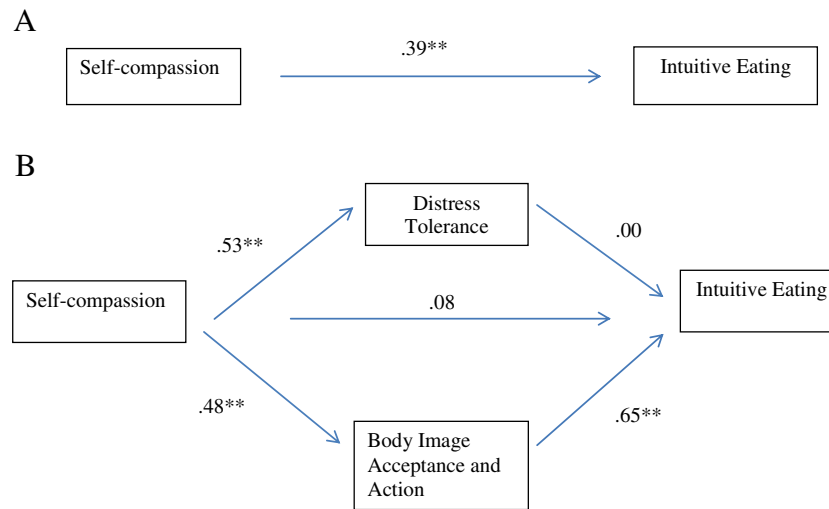 A
.39**
Self-compassion
Intuitive Eating
B
Distress
Tolerance
.53**
.00
Self-compassion
.08
Intuitive Eating
.48**
.65**
Body Image
Acceptance and
Action